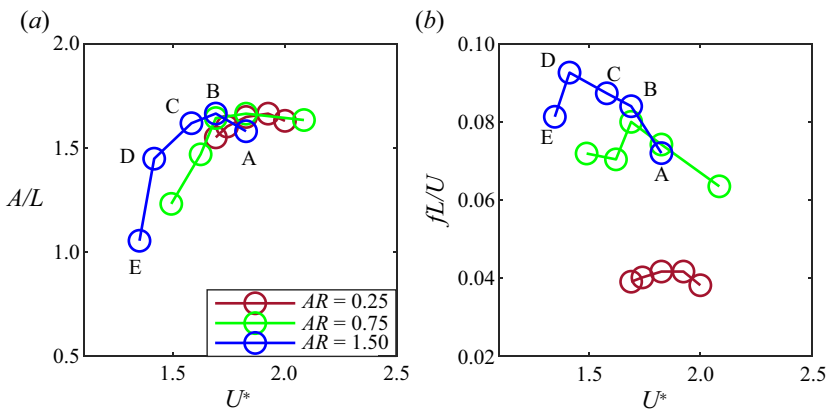 (a)
2.0
1.5
1.0
0.5
A/L
B
C
D
A
E
AR = 0.25
AR = 0.75
AR = 1.50
1.5
2.0
2.5
U*
(b)
0.10
0.08
0.06
0.04
0.02
fL/U
D
C
B
E
A
1.5
2.0
2.5
U*